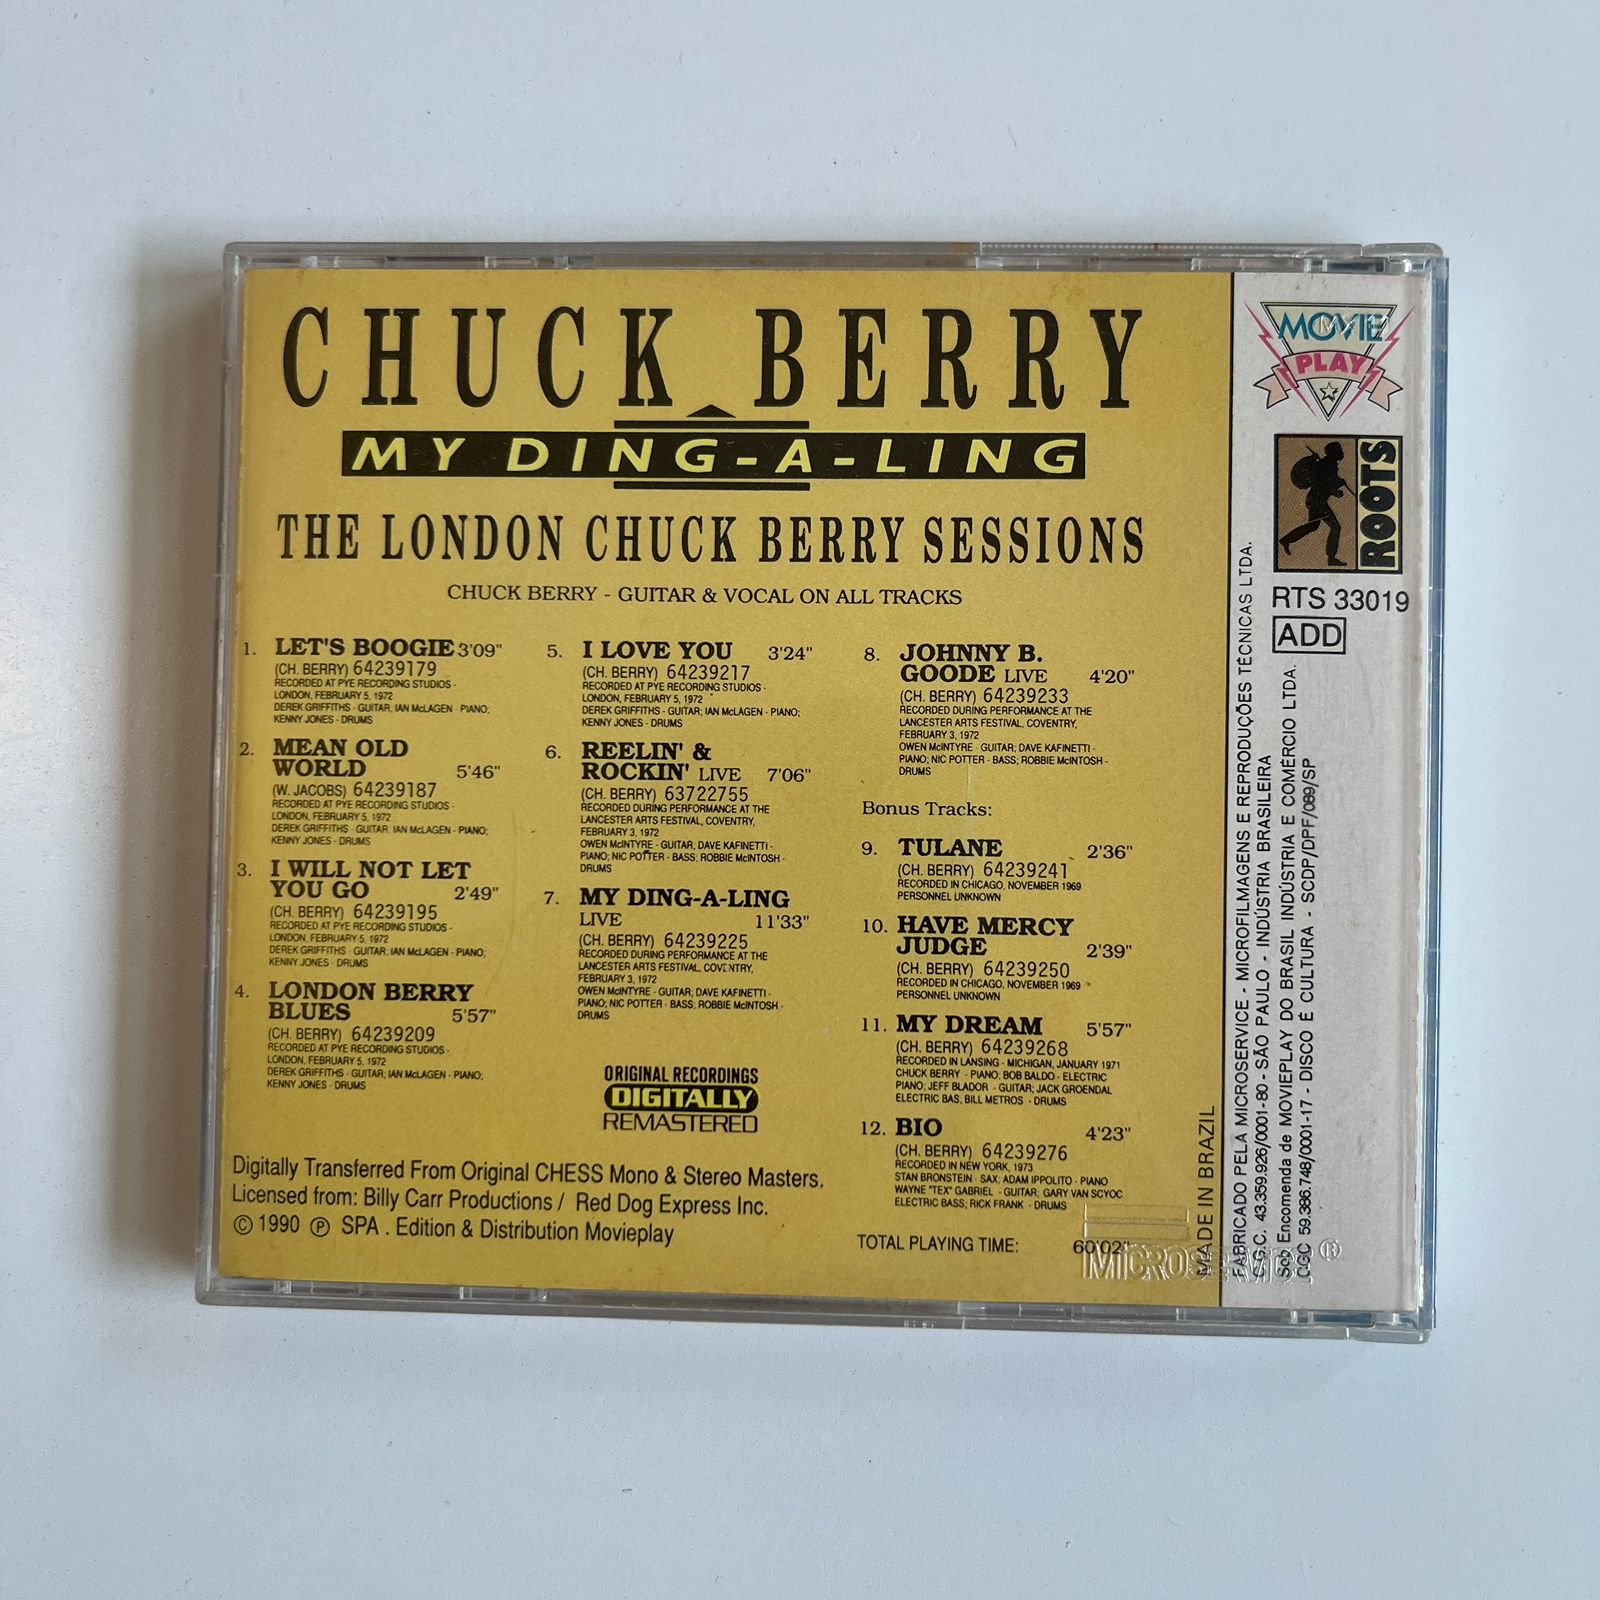 CHUCK BERRY
MY DING-A-LING
THE LONDON CHUCK BERRY SESSIONS
CHUCK BERRY - GUITAR & VOCAL ON ALL TRACKS
1. LET'S BOOGIE 3'09"
(CH. BERRY) 64239179
RECORDED AT PYE RECORDING STUDIOS -
LONDON, FEBRUARY 5, 1972
DEREK GRIFFITHS - GUITAR; IAN McLAGEN - PIANO;
KENNY JONES - DRUMS
2. MEAN OLD
WORLD 5'46"
(W. JACOBS) 64239187
RECORDED AT PYE RECORDING STUDIOS -
LONDON, FEBRUARY 5, 1972
DEREK GRIFFITHS - GUITAR, IAN McLAGEN - PIANO;
KENNY JONES - DRUMS
3. I WILL NOT LET
YOU GO 2'49"
(CH. BERRY) 64239195
RECORDED AT PYE RECORDING STUDIOS -
LONDON, FEBRUARY 5, 1972
DEREK GRIFFITHS - GUITAR; IAN McLAGEN - PIANO;
KENNY JONES - DRUMS
4. LONDON BERRY
BLUES 5'57"
(CH. BERRY) 64239209
RECORDED AT PYE RECORDING STUDIOS -
LONDON, FEBRUARY 5, 1972
DEREK GRIFFITHS - GUITAR; IAN McLAGEN - PIANO;
KENNY JONES - DRUMS
5. I LOVE YOU 3'24"
(CH. BERRY) 64239217
RECORDED AT PYE RECORDING STUDIOS -
LONDON, FEBRUARY 5, 1972
DEREK GRIFFITHS - GUITAR; IAN McLAGEN - PIANO;
KENNY JONES - DRUMS
6. REELIN' &
ROCKIN' LIVE 7'06"
(CH. BERRY) 63722755
RECORDED DURING PERFORMANCE AT THE
LANCESTER ARTS FESTIVAL, COVENTRY,
FEBRUARY 3, 1972
OWEN McINTYRE - GUITAR; DAVE KAFINETTI -
PIANO; NIC POTTER - BASS; ROBBIE McINTOSH -
DRUMS
7. MY DING-A-LING
LIVE 11'33"
(CH. BERRY) 64239225
RECORDED DURING PERFORMANCE AT THE
LANCESTER ARTS FESTIVAL, COVENTRY,
FEBRUARY 3, 1972
OWEN McINTYRE - GUITAR; DAVE KAFINETTI -
PIANO; NIC POTTER - BASS; ROBBIE McINTOSH -
DRUMS
8. JOHNNY B.
GOODE LIVE 4'20"
(CH. BERRY) 64239233
RECORDED DURING PERFORMANCE AT THE
LANCESTER ARTS FESTIVAL, COVENTRY,
FEBRUARY 3, 1972
OWEN McINTYRE - GUITAR; DAVE KAFINETTI -
PIANO; NIC POTTER - BASS; ROBBIE McINTOSH -
DRUMS
Bonus Tracks:
9. TULANE 2'36"
(CH. BERRY) 64239241
RECORDED IN CHICAGO, NOVEMBER 1969
PERSONNEL UNKNOWN
10. HAVE MERCY
JUDGE 2'39"
(CH. BERRY) 64239250
RECORDED IN CHICAGO, NOVEMBER 1969
PERSONNEL UNKNOWN
11. MY DREAM 5'57"
(CH. BERRY) 64239268
RECORDED IN LANSING - MICHIGAN, JANUARY 1971
CHUCK BERRY - PIANO, BOB BALDO - ELECTRIC
PIANO; JEFF BLADOR - GUITAR; JACK GROENDAL
ELECTRIC BAS, BILL METROS - DRUMS
12. BIO 4'23"
(CH. BERRY) 64239276
RECORDED IN NEW YORK, 1973
STAN BRONSTEIN - SAX; ADAM IPPOLITO - PIANO
WAYNE "TEX" GABRIEL - GUITAR; GARY VAN SCYOC
ELECTRIC BASS; RICK FRANK - DRUMS
TOTAL PLAYING TIME: 60'02"
ORIGINAL RECORDINGS
DIGITALLY
REMASTERED
Digitally Transferred From Original CHESS Mono & Stereo Masters.
Licensed from: Billy Carr Productions / Red Dog Express Inc.
© 1990 ℗ SPA . Edition & Distribution Movieplay
MICROSERVICE ®
MADE IN BRAZIL
MOVIE
PLAY
ROOTS
RTS 33019
ADD
FABRICADO PELA MICROSERVICE - MICROFILMAGENS E REPRODUÇÕES TÉCNICAS LTDA.
C.G.C. 43.359.926/0001-80 - SÃO PAULO - INDÚSTRIA BRASILEIRA
Sob Encomenda de MOVIEPLAY DO BRASIL INDÚSTRIA E COMÉRCIO LTDA.
CGC 59.386.748/0001-17 - DISCO É CULTURA - SCDP/DPF/089/SP